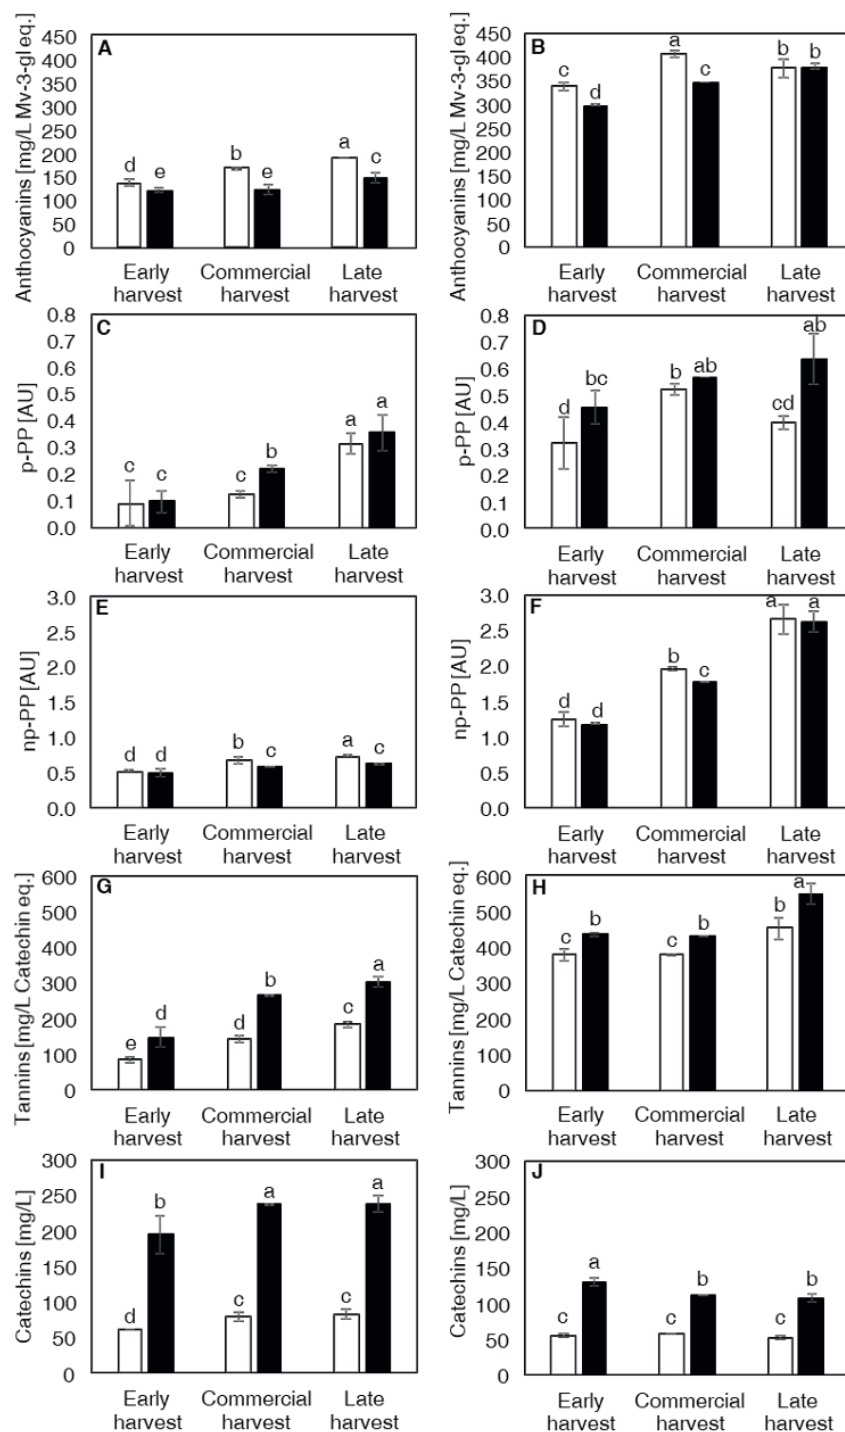 Anthocyanins [mg/L Mv-3-gl eq.]
450
400
350
300
250
200
150
100
50
0
A
d e b e a c
Early harvest
Commercial harvest
Late harvest
Anthocyanins [mg/L Mv-3-gl eq.]
450
400
350
300
250
200
150
100
50
0
B
c d a c b b
Early harvest
Commercial harvest
Late harvest
p-PP [AU]
0.8
0.7
0.6
0.5
0.4
0.3
0.2
0.1
0.0
C
c c c b a a
Early harvest
Commercial harvest
Late harvest
p-PP [AU]
0.8
0.7
0.6
0.5
0.4
0.3
0.2
0.1
0.0
D
d bc b ab cd ab
Early harvest
Commercial harvest
Late harvest
np-PP [AU]
3.0
2.5
2.0
1.5
1.0
0.5
0.0
E
d d b c a c
Early harvest
Commercial harvest
Late harvest
np-PP [AU]
3.0
2.5
2.0
1.5
1.0
0.5
0.0
F
d d b c a a
Early harvest
Commercial harvest
Late harvest
Tannins [mg/L Catechin eq.]
600
500
400
300
200
100
0
G
e d d b c a
Early harvest
Commercial harvest
Late harvest
Tannins [mg/L Catechin eq.]
600
500
400
300
200
100
0
H
c b c b b a
Early harvest
Commercial harvest
Late harvest
Catechins [mg/L]
300
250
200
150
100
50
0
I
d b c a c a
Early harvest
Commercial harvest
Late harvest
Catechins [mg/L]
300
250
200
150
100
50
0
J
c a c b c b
Early harvest
Commercial harvest
Late harvest